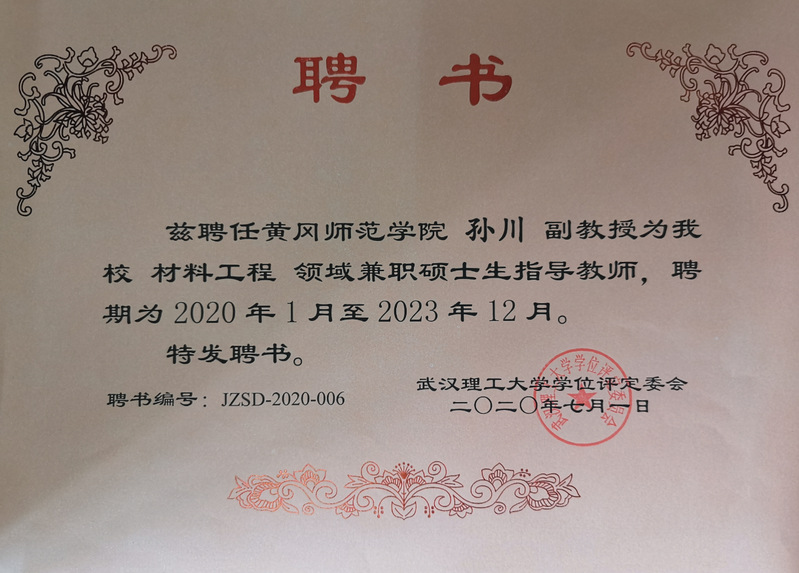 聘书
兹聘任黄冈师范学院 孙川 副教授为我
校 材料工程 领域兼职硕士生指导教师，聘
期为 2020 年 1 月至 2023 年 12 月。
特发聘书。
聘书编号：JZSD-2020-006
武汉理工大学学位评定委员会
二〇二〇年七月一日